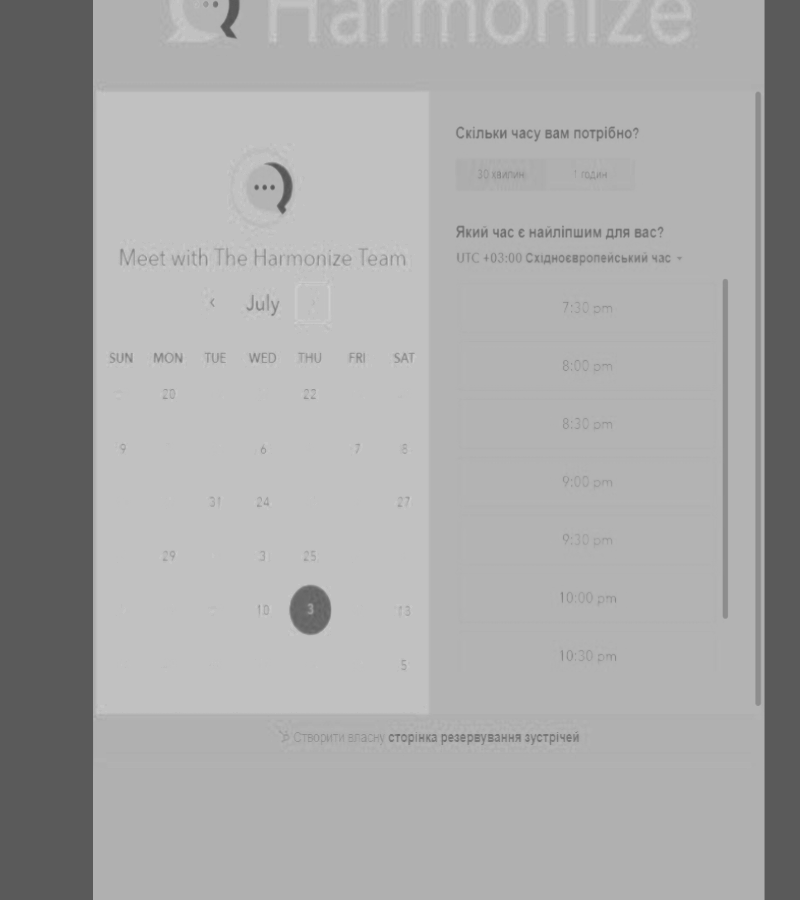 Harmonize
Meet with The Harmonize Team
July
SUN MON TUE WED THU FRI SAT
20 22
9 6 7 8
31 24 27
29 3 25
10 3 13
5
Скільки часу вам потрібно?
30 хвилин 1 годин
Який час є найліпшим для вас?
UTC +03:00 Східноєвропейський час
7:30 pm
8:00 pm
8:30 pm
9:00 pm
9:30 pm
10:00 pm
10:30 pm
Створити власну сторінка резервування зустрічей